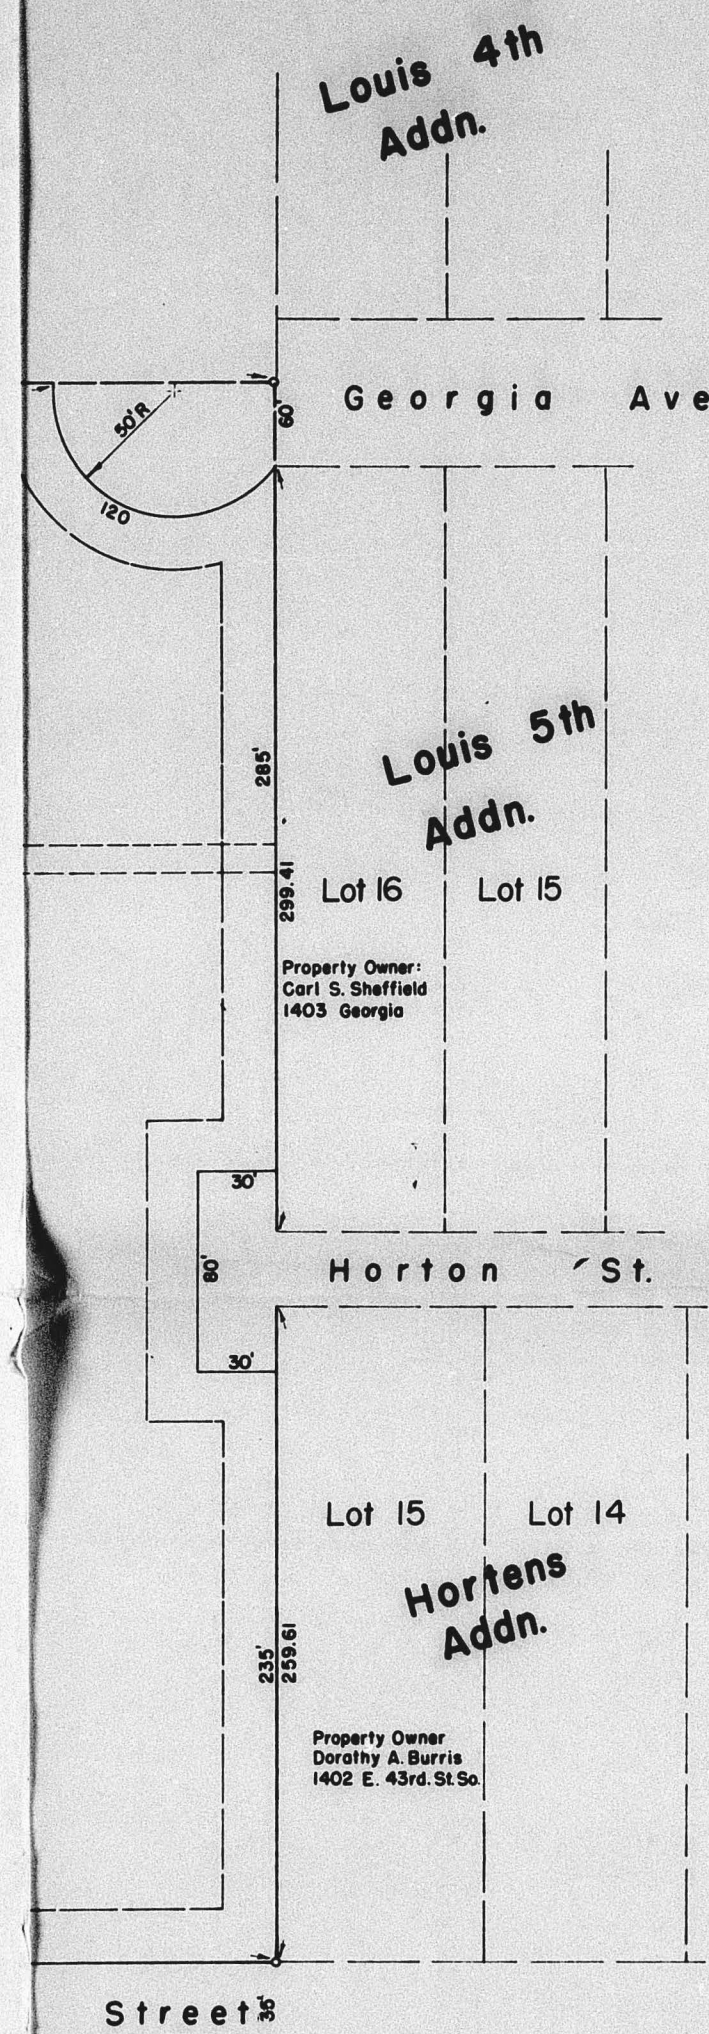 Louis 4th
Addn.
Georgia Ave
60'
50'R
120
Louis 5th
Addn.
285'
299.41
Lot 16
Lot 15
Property Owner:
Carl S. Sheffield
1403 Georgia
30'
80'
Horton St.
30'
Lot 15
Lot 14
Hortens
Addn.
235'
259.61
Property Owner
Dorathy A. Burris
1402 E. 43rd. St. So.
Street